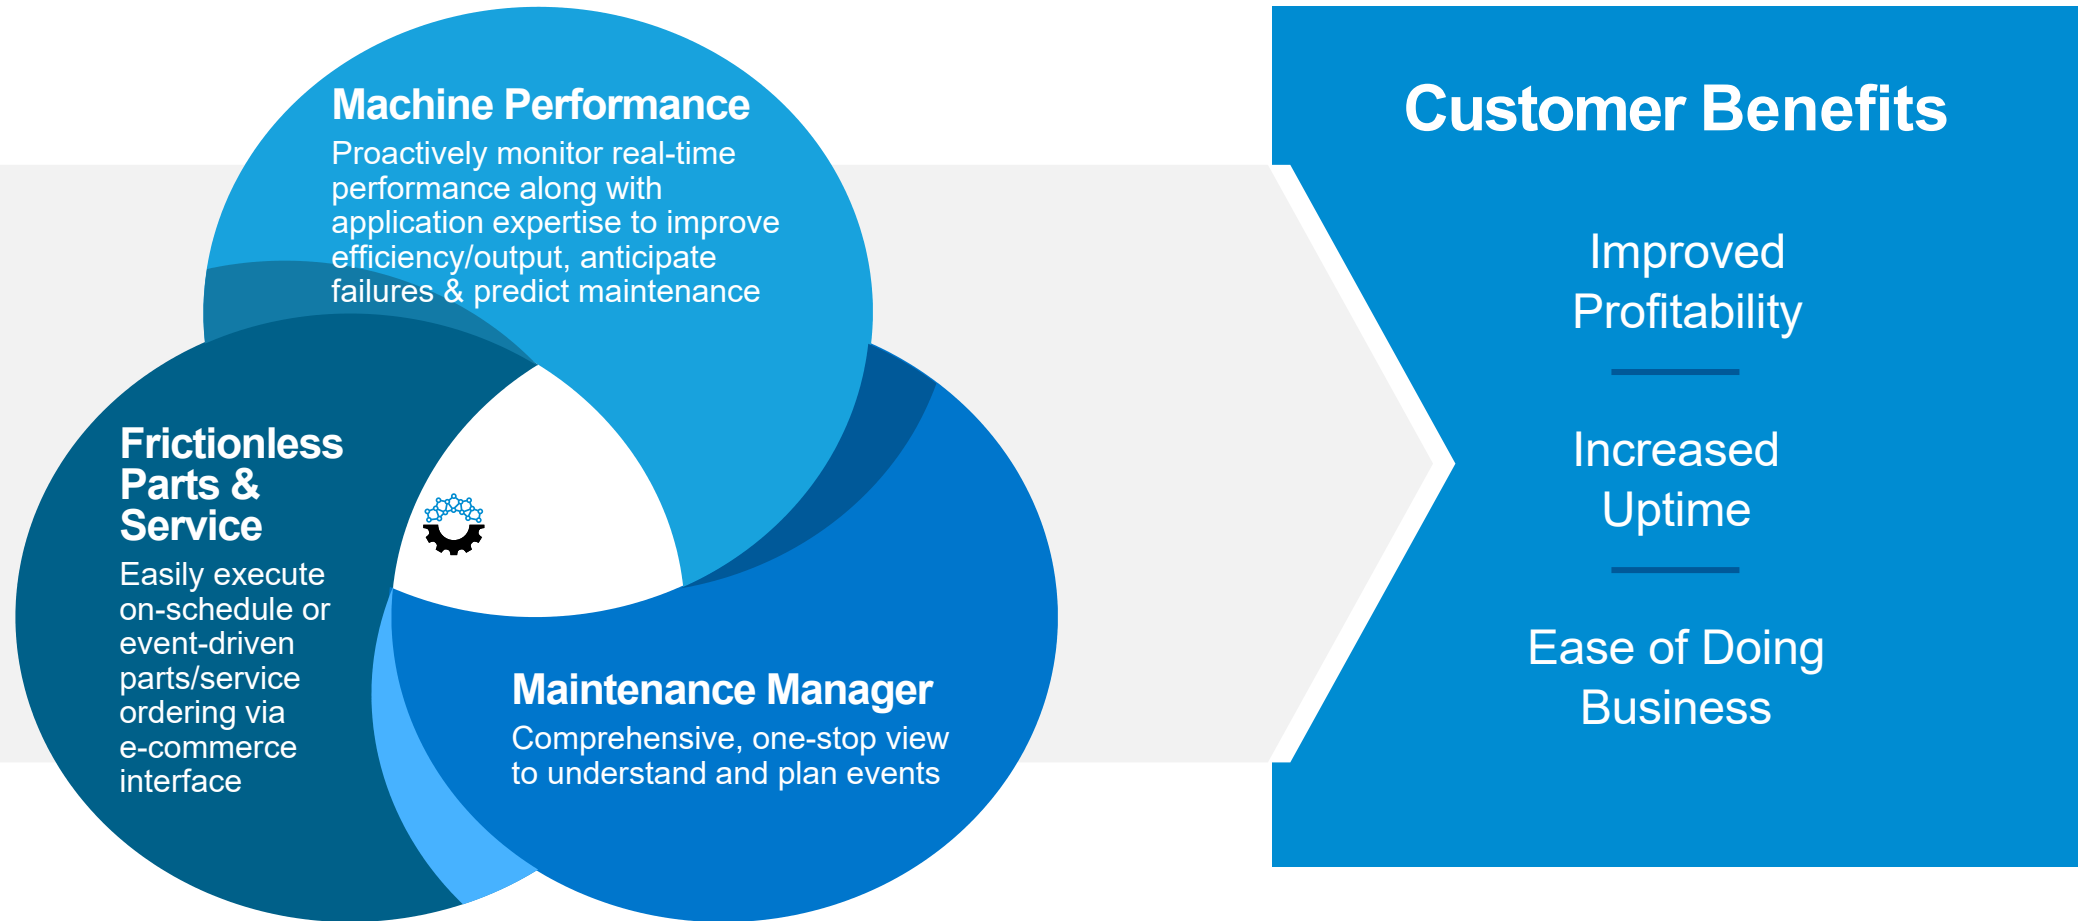 Machine Performance
Proactively monitor real-time
performance along with
application expertise to improve
efficiency/output, anticipate
failures & predict maintenance
Frictionless
Parts &
Service
Easily execute
on-schedule or
event-driven
parts/service
ordering via
e-commerce
interface
Maintenance Manager
Comprehensive, one-stop view
to understand and plan events
Customer Benefits
Improved
Profitability
Increased
Uptime
Ease of Doing
Business